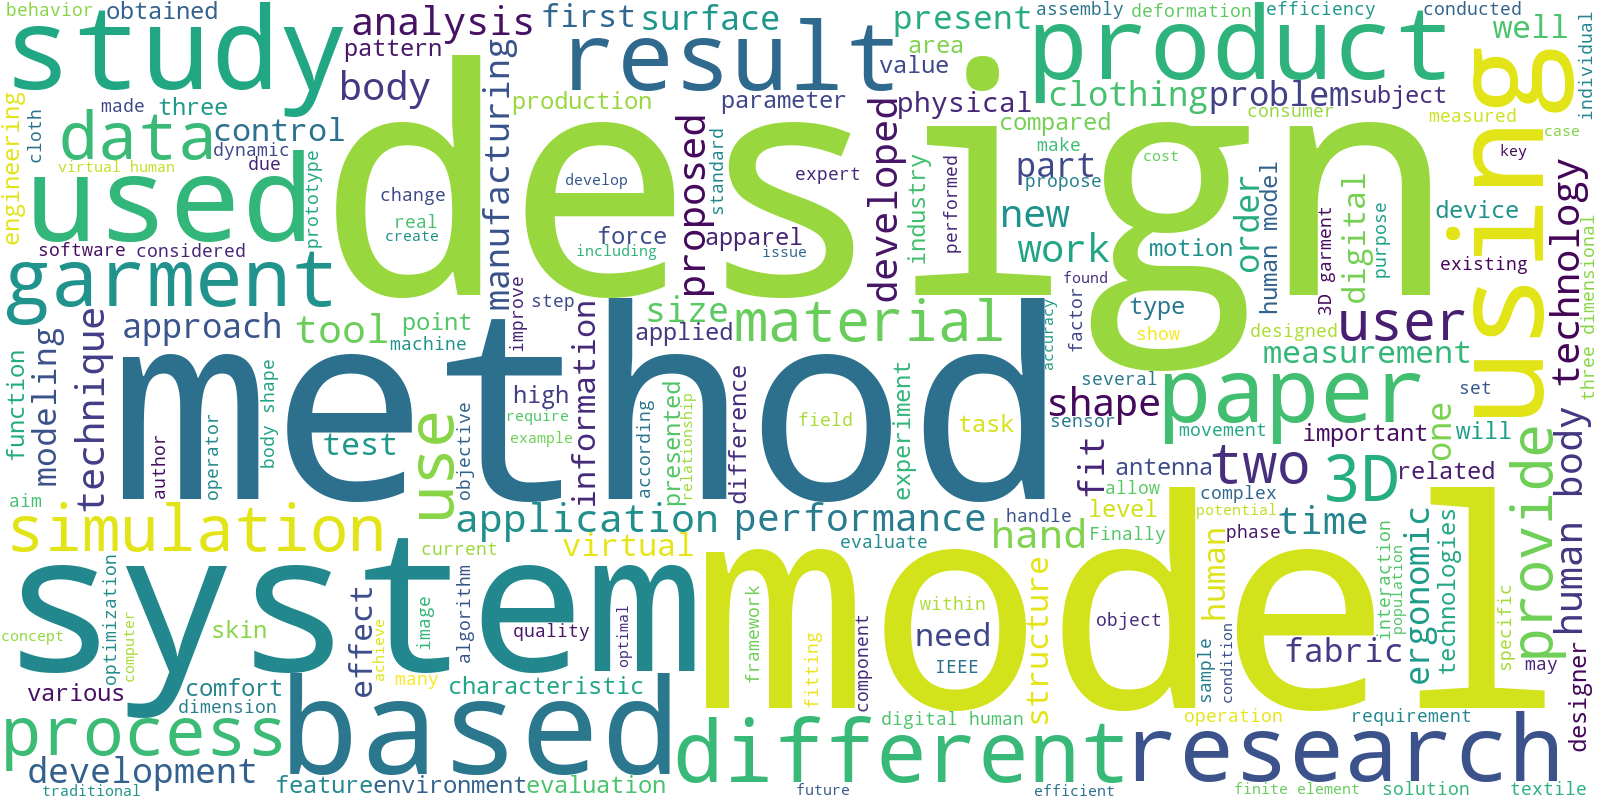 behavior
obtained
analysis
first
surface
present
assembly
deformation
efficiency
conducted
study
pattern
result
area
product
well
individual
body
value
using
manufacturing
production
parameter
physical
clothing
problem
subject
engineering
cloth
made
three
design
developed
compared
consumer
measured
data
control
proposed
standard
make
case
dynamic
due
virtual human
prototype
change
develop
expert
industry
performed
part
cost
key
used
real
create
force
apparel
propose
new
order
human model
digital
purpose
device
technology
software
considered
including
issue
work
motion
3D garment
existing
three dimensional
garment
step
found
improve
size
type
approach
tool
point
machine
information
applied
material
accuracy
factor
show
designed
user
measurement
function
modeling
technique
method
high
difference
several
paper
set
body shape
use
objective
require
example
according
presented
relationship
experiment
field
task
shape
sensor
movement
one
important
will
author
operator
test
fit
antenna
two
3D
related
provide
human body
aim
allow
complex
level
potential
simulation
application
performance
handle
hand
Finally
phase
time
current
virtual
evaluate
system
model
structure
human
ergonomic
interaction
population
technologies
specific
optimization
computer
effect
achieve
image
algorithm
optimal
framework
within
concept
skin
quality
need
object
fabric
IEEE
fitting
component
sample
condition
may
designer
various
comfort
many
characteristic
dimension
based
process
different
digital human
operation
requirement
research
development
feature
environment
evaluation
traditional
future
efficient
finite element
solution
textile